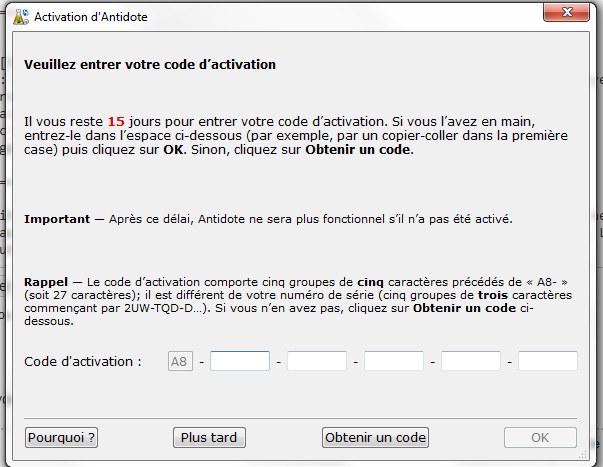 Activation d'Antidote
Veuillez entrer votre code d’activation
Il vous reste 15 jours pour entrer votre code d’activation. Si vous l’avez en main,
entrez-le dans l’espace ci-dessous (par exemple, par un copier-coller dans la première
case) puis cliquez sur OK. Sinon, cliquez sur Obtenir un code.
Important — Après ce délai, Antidote ne sera plus fonctionnel s’il n’a pas été activé.
Rappel — Le code d’activation comporte cinq groupes de cinq caractères précédés de « A8- »
(soit 27 caractères); il est différent de votre numéro de série (cinq groupes de trois caractères
commençant par 2UW-TQD-D…). Si vous n’en avez pas, cliquez sur Obtenir un code ci-
dessous.
Code d'activation : A8 - - - - -
Pourquoi ? Plus tard Obtenir un code OK